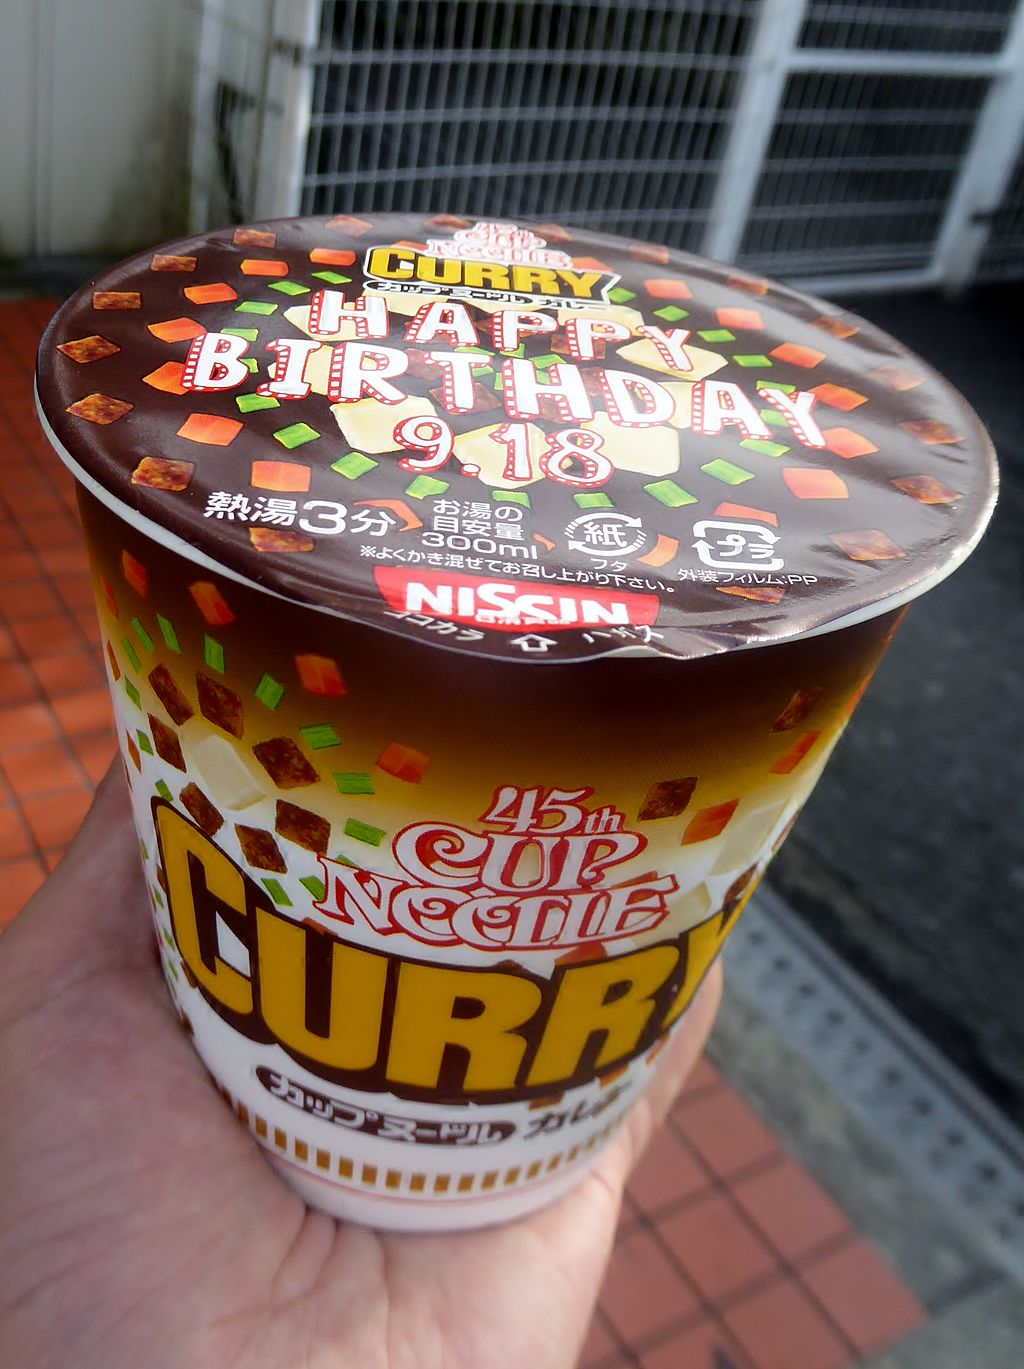 45th
CUP
NOODLE
CURRY
カップヌードル カレー
HAPPY
BIRTHDAY
9.18
熱湯3分
お湯の
目安量
300ml
紙
フタ
プラ
外装フィルム:PP
※よくかき混ぜてお召し上がり下さい。
NISSIN
ココカラ ハガス
45th
CUP
NOODLE
CURRY
カップヌードル カレー